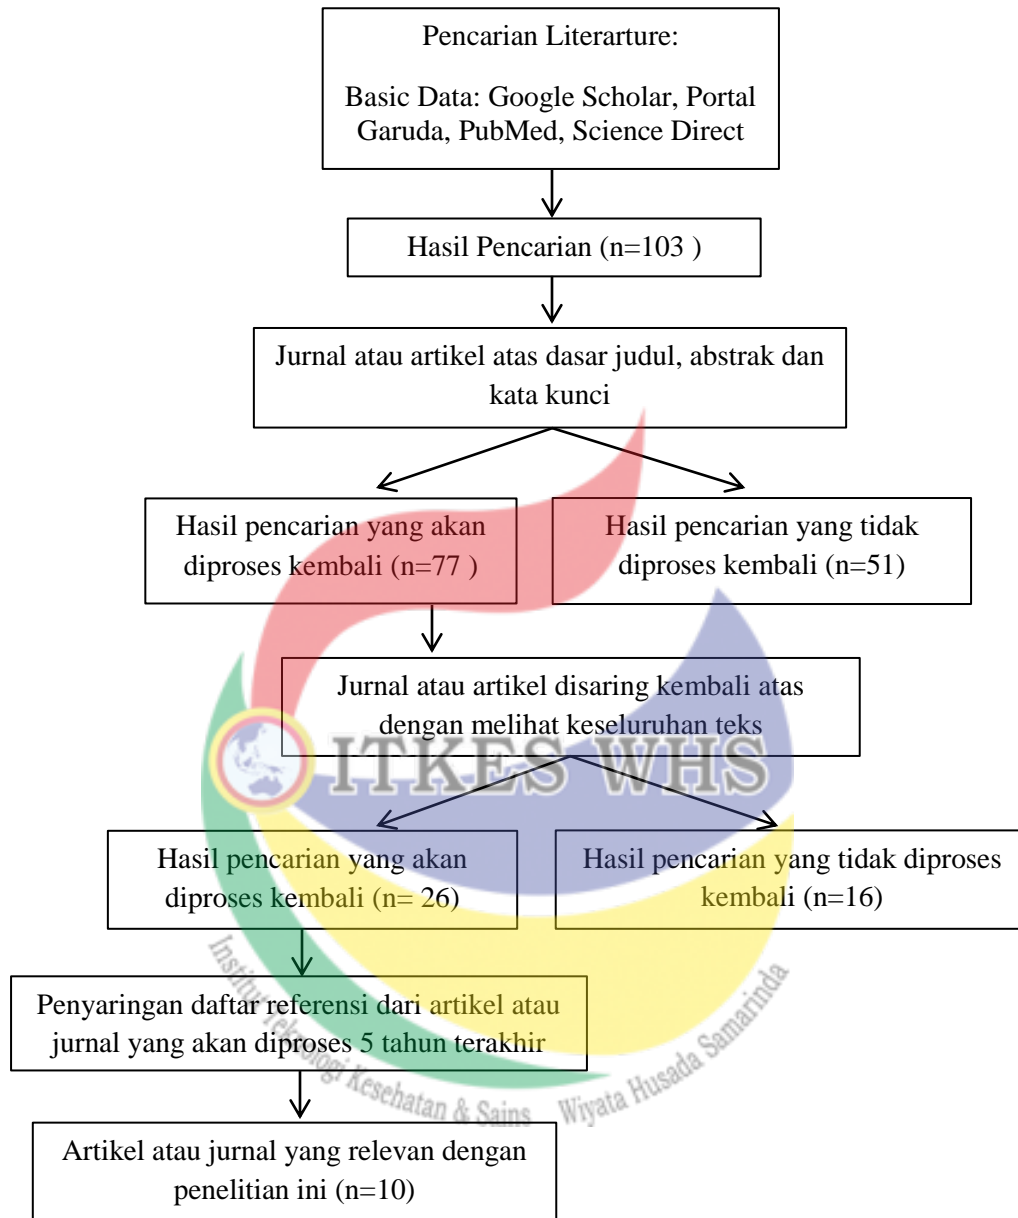 Pencarian Literarture:
Basic Data: Google Scholar, Portal
Garuda, PubMed, Science Direct
Hasil Pencarian (n=103 )
Jurnal atau artikel atas dasar judul, abstrak dan
kata kunci
Hasil pencarian yang akan
diproses kembali (n=77 )
Hasil pencarian yang tidak
diproses kembali (n=51)
Jurnal atau artikel disaring kembali atas
dengan melihat keseluruhan teks
ITKES WHS
Hasil pencarian yang akan
diproses kembali (n= 26)
Hasil pencarian yang tidak diproses
kembali (n=16)
Penyaringan daftar referensi dari artikel atau
jurnal yang akan diproses 5 tahun terakhir
Institut Teknologi Kesehatan & Sains Wiyata Husada Samarinda
Artikel atau jurnal yang relevan dengan
penelitian ini (n=10)